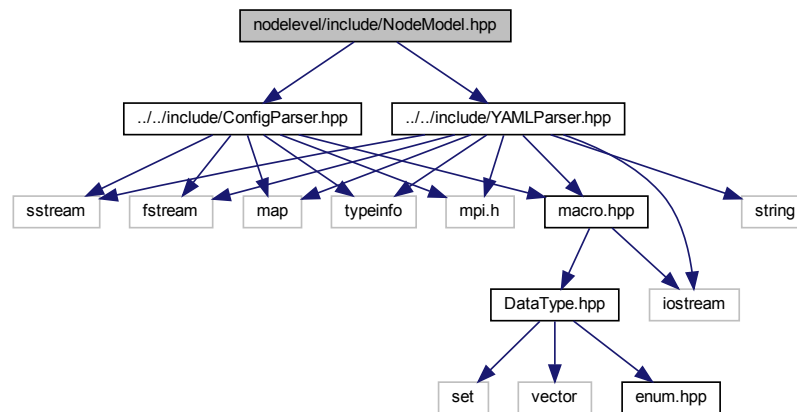 nodelevel/include/NodeModel.hpp
../../include/ConfigParser.hpp
../../include/YAMLParser.hpp
sstream
fstream
map
typeinfo
mpi.h
macro.hpp
string
DataType.hpp
iostream
set
vector
enum.hpp